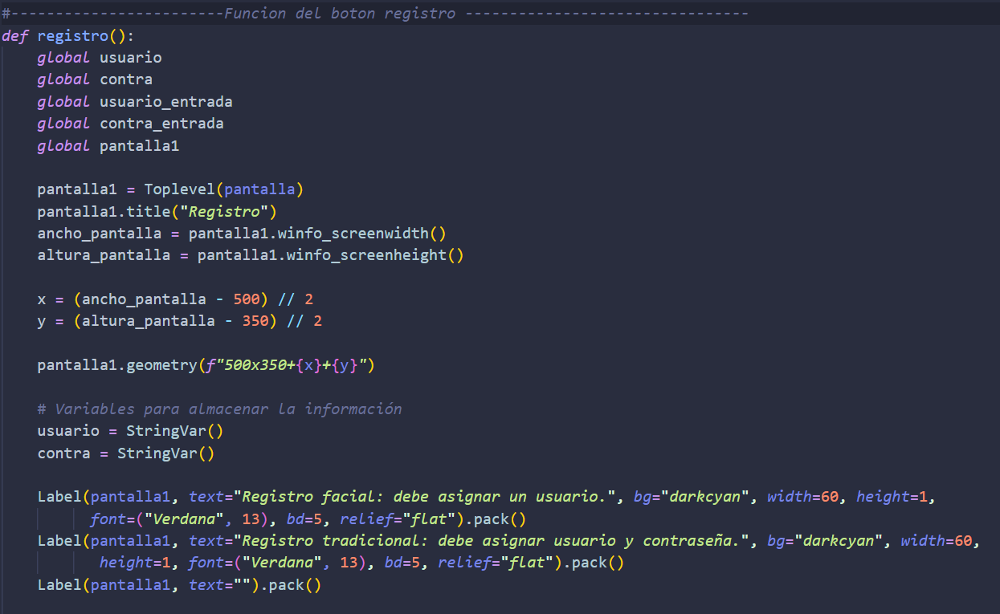 #------------------------Funcion del boton registro --------------------------------
def registro():
    global usuario
    global contra
    global usuario_entrada
    global contra_entrada
    global pantalla1

    pantalla1 = Toplevel(pantalla)
    pantalla1.title("Registro")
    ancho_pantalla = pantalla1.winfo_screenwidth()
    altura_pantalla = pantalla1.winfo_screenheight()

    x = (ancho_pantalla - 500) // 2
    y = (altura_pantalla - 350) // 2

    pantalla1.geometry(f"500x350+{x}+{y}")

    # Variables para almacenar la información
    usuario = StringVar()
    contra = StringVar()

    Label(pantalla1, text="Registro facial: debe asignar un usuario.", bg="darkcyan", width=60, height=1,
          font=("Verdana", 13), bd=5, relief="flat").pack()
    Label(pantalla1, text="Registro tradicional: debe asignar usuario y contraseña.", bg="darkcyan", width=60,
           height=1, font=("Verdana", 13), bd=5, relief="flat").pack()
    Label(pantalla1, text="").pack()